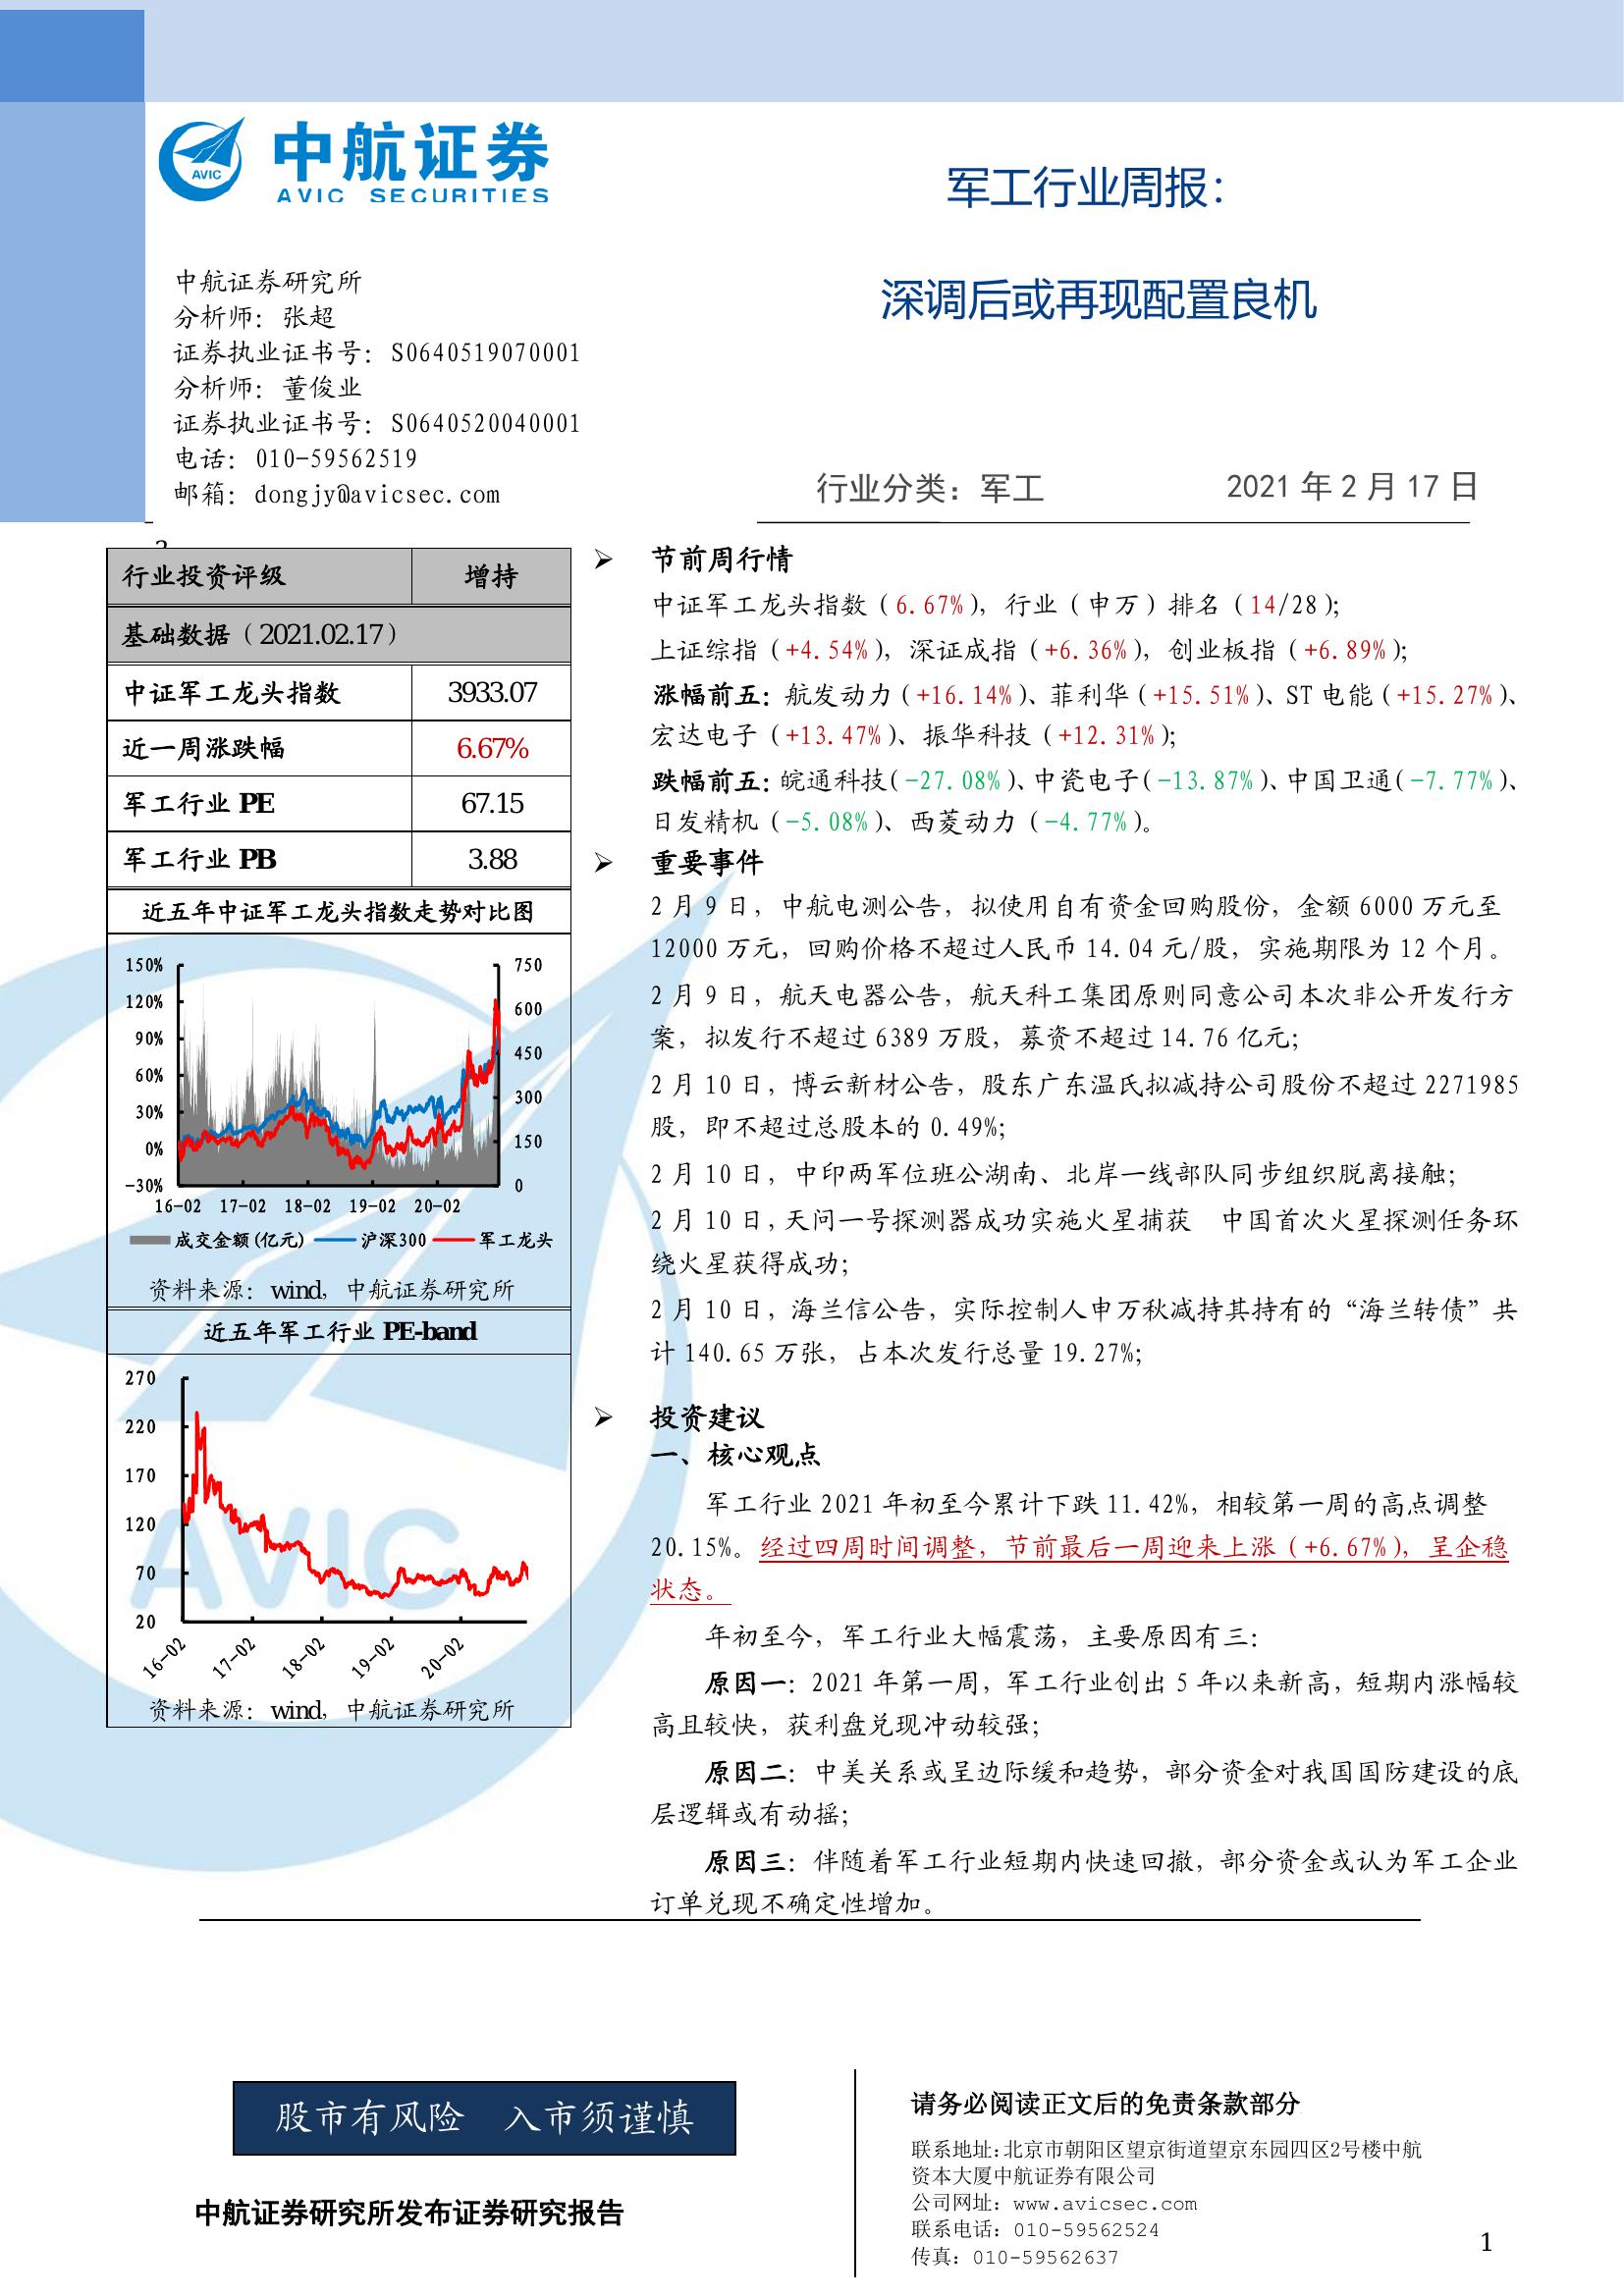 中航证券
AVIC SECURITIES
AVIC
军工行业周报：
深调后或再现配置良机
中航证券研究所
分析师：张超
证券执业证书号：S0640519070001
分析师：董俊业
证券执业证书号：S0640520040001
电话：010-59562519
邮箱：dongjy@avicsec.com
行业分类：军工 2021 年 2 月 17 日
行业投资评级 增持
基础数据（2021.02.17）
中证军工龙头指数 3933.07
近一周涨跌幅 6.67%
军工行业 PE 67.15
军工行业 PB 3.88
近五年中证军工龙头指数走势对比图
150% 750
120% 600
90% 450
60% 300
30% 150
0% 0
-30%
16-02 17-02 18-02 19-02 20-02
成交金额(亿元) 沪深300 军工龙头
资料来源：wind，中航证券研究所
近五年军工行业 PE-band
270
220
170
120
70
20
16-02 17-02 18-02 19-02 20-02
资料来源：wind，中航证券研究所
AVIC
➢ 节前周行情
中证军工龙头指数（6.67%），行业（申万）排名（14/28）；
上证综指（+4.54%），深证成指（+6.36%），创业板指（+6.89%）；
涨幅前五：航发动力（+16.14%）、菲利华（+15.51%）、ST 电能（+15.27%）、
宏达电子（+13.47%）、振华科技（+12.31%）；
跌幅前五：皖通科技(-27.08%)、中瓷电子(-13.87%)、中国卫通(-7.77%)、
日发精机（-5.08%）、西菱动力（-4.77%）。
➢ 重要事件
2 月 9 日，中航电测公告，拟使用自有资金回购股份，金额 6000 万元至
12000 万元，回购价格不超过人民币 14.04 元/股，实施期限为 12 个月。
2 月 9 日，航天电器公告，航天科工集团原则同意公司本次非公开发行方
案，拟发行不超过 6389 万股，募资不超过 14.76 亿元；
2 月 10 日，博云新材公告，股东广东温氏拟减持公司股份不超过 2271985
股，即不超过总股本的 0.49%；
2 月 10 日，中印两军位班公湖南、北岸一线部队同步组织脱离接触；
2 月 10 日，天问一号探测器成功实施火星捕获 中国首次火星探测任务环
绕火星获得成功；
2 月 10 日，海兰信公告，实际控制人申万秋减持其持有的“海兰转债”共
计 140.65 万张，占本次发行总量 19.27%；
➢ 投资建议
一、核心观点
军工行业 2021 年初至今累计下跌 11.42%，相较第一周的高点调整
20.15%。经过四周时间调整，节前最后一周迎来上涨（+6.67%），呈企稳
状态。
年初至今，军工行业大幅震荡，主要原因有三：
原因一：2021 年第一周，军工行业创出 5 年以来新高，短期内涨幅较
高且较快，获利盘兑现冲动较强；
原因二：中美关系或呈边际缓和趋势，部分资金对我国国防建设的底
层逻辑或有动摇；
原因三：伴随着军工行业短期内快速回撤，部分资金或认为军工企业
订单兑现不确定性增加。
股市有风险 入市须谨慎
中航证券研究所发布证券研究报告
请务必阅读正文后的免责条款部分
联系地址:北京市朝阳区望京街道望京东园四区2号楼中航
资本大厦中航证券有限公司
公司网址：www.avicsec.com
联系电话：010-59562524
传真：010-59562637
1